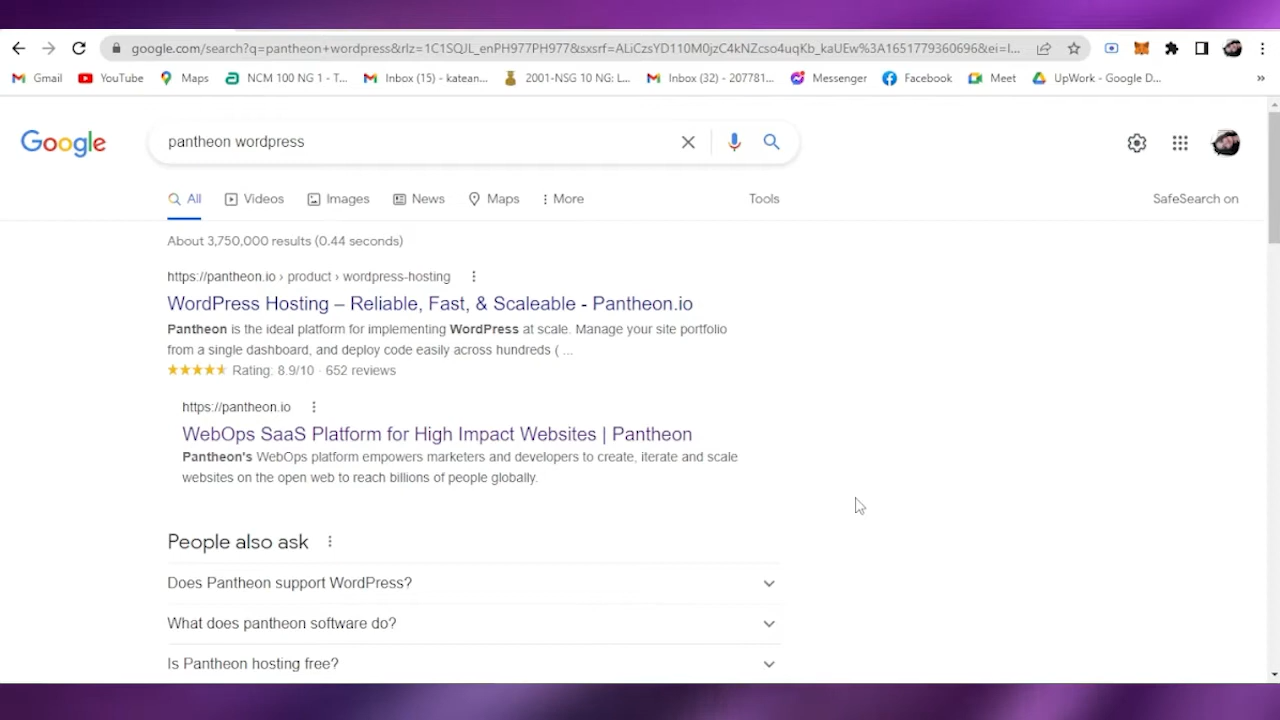 google.com/search?q=pantheon+wordpress&rlz=1C1SQJL_enPH977PH977&sxsrf=ALiCzsYD110M0jzC4kNZcso4uqKb_kaUEw%3A1651779360696&ei=I...
Gmail YouTube Maps NCM 100 NG 1 - T... Inbox (15) - katean... 2001-NSG 10 NG: L... Inbox (32) - 207781... Messenger Facebook Meet UpWork - Google D... »
Google pantheon wordpress
All Videos Images News Maps More Tools SafeSearch on
About 3,750,000 results (0.44 seconds)
https://pantheon.io › product › wordpress-hosting
WordPress Hosting – Reliable, Fast, & Scaleable - Pantheon.io
Pantheon is the ideal platform for implementing WordPress at scale. Manage your site portfolio
from a single dashboard, and deploy code easily across hundreds ( ...
Rating: 8.9/10 · 652 reviews
https://pantheon.io
WebOps SaaS Platform for High Impact Websites | Pantheon
Pantheon's WebOps platform empowers marketers and developers to create, iterate and scale
websites on the open web to reach billions of people globally.
People also ask
Does Pantheon support WordPress?
What does pantheon software do?
Is Pantheon hosting free?